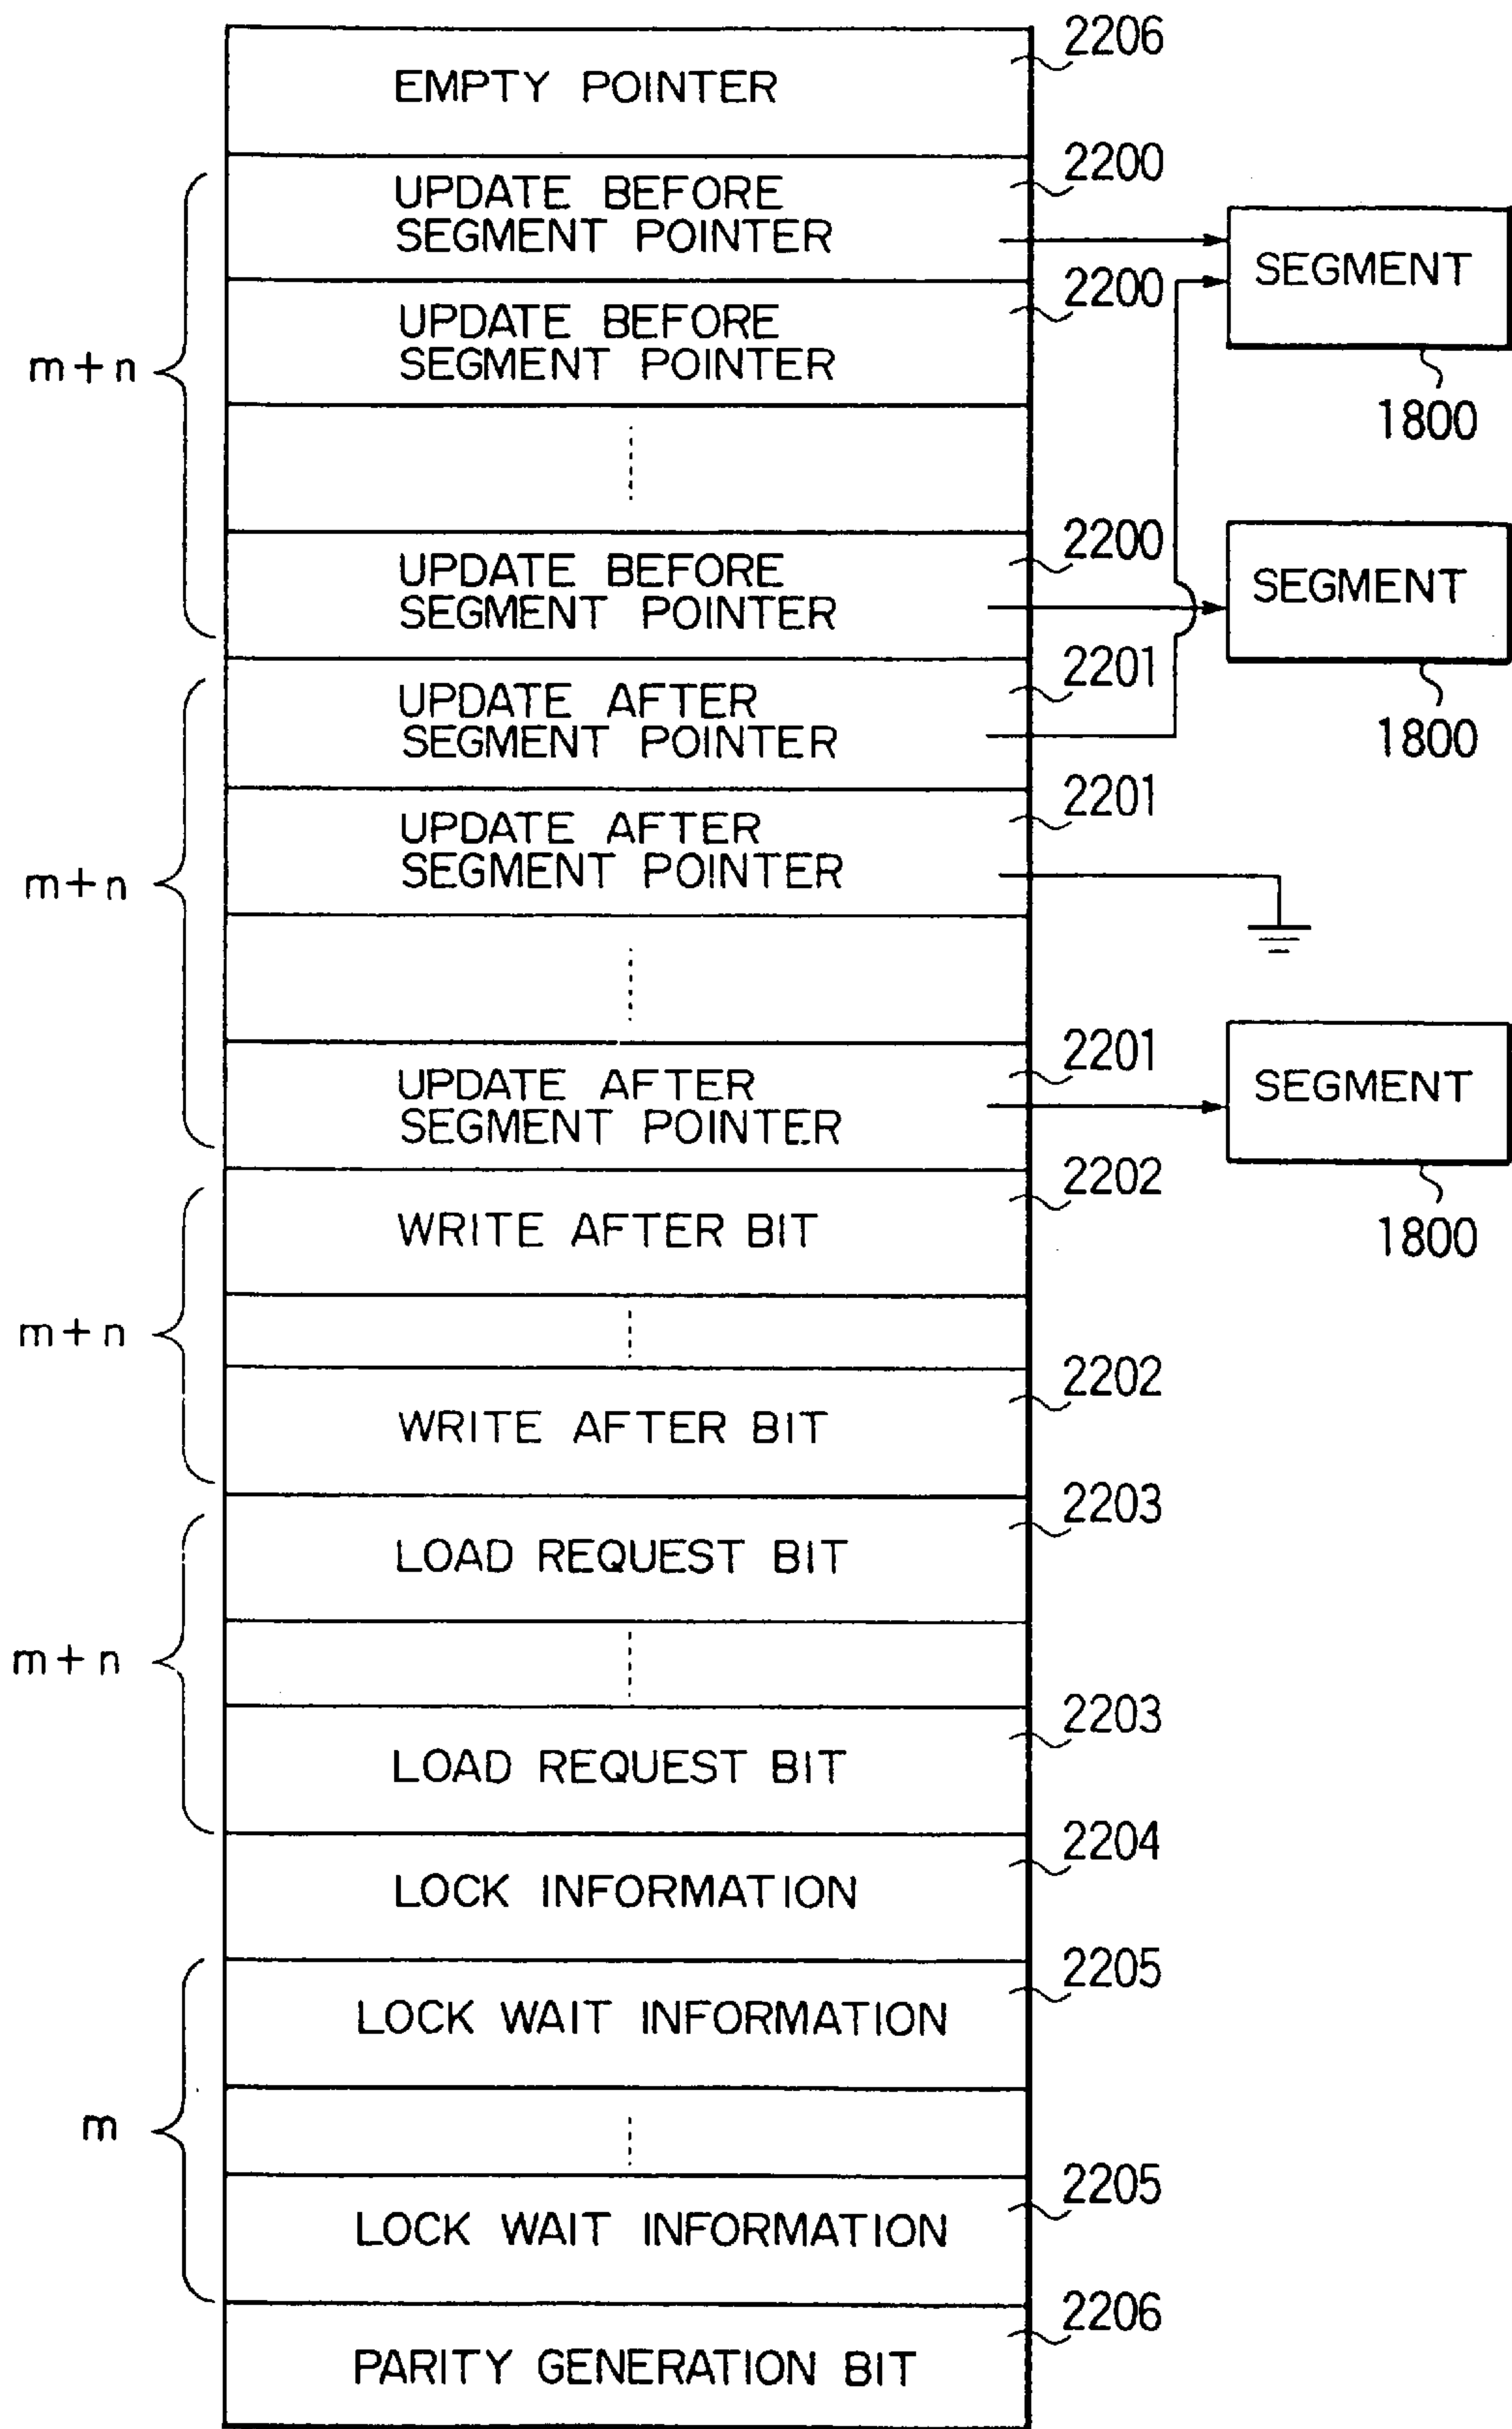 2206
EMPTY POINTER
2200
UPDATE BEFORE
SEGMENT POINTER
SEGMENT
1800
2200
UPDATE BEFORE
SEGMENT POINTER
m+n
2200
UPDATE BEFORE
SEGMENT POINTER
SEGMENT
1800
2201
UPDATE AFTER
SEGMENT POINTER
2201
UPDATE AFTER
SEGMENT POINTER
m+n
2201
UPDATE AFTER
SEGMENT POINTER
SEGMENT
1800
2202
WRITE AFTER BIT
m+n
2202
WRITE AFTER BIT
2203
LOAD REQUEST BIT
m+n
2203
LOAD REQUEST BIT
2204
LOCK INFORMATION
2205
LOCK WAIT INFORMATION
m
2205
LOCK WAIT INFORMATION
2206
PARITY GENERATION BIT